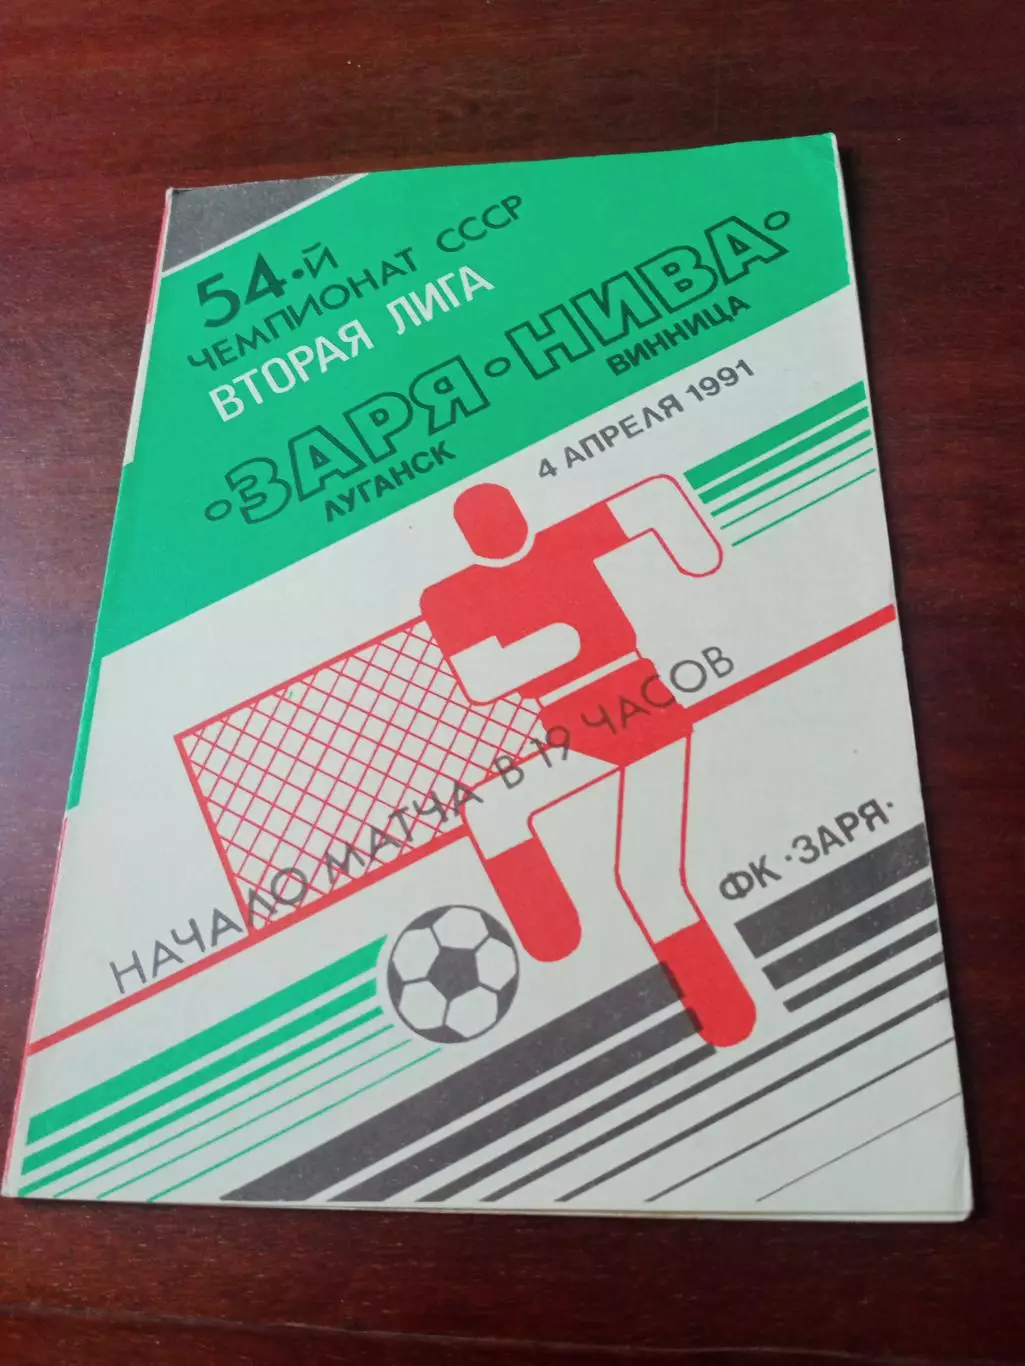 54-й
ЧЕМПИОНАТ СССР
ВТОРАЯ ЛИГА
•ЗАРЯ•НИВА•
ЛУГАНСК ВИННИЦА
4 АПРЕЛЯ 1991
НАЧАЛО МАТЧА В 19 ЧАСОВ
ФК •ЗАРЯ•